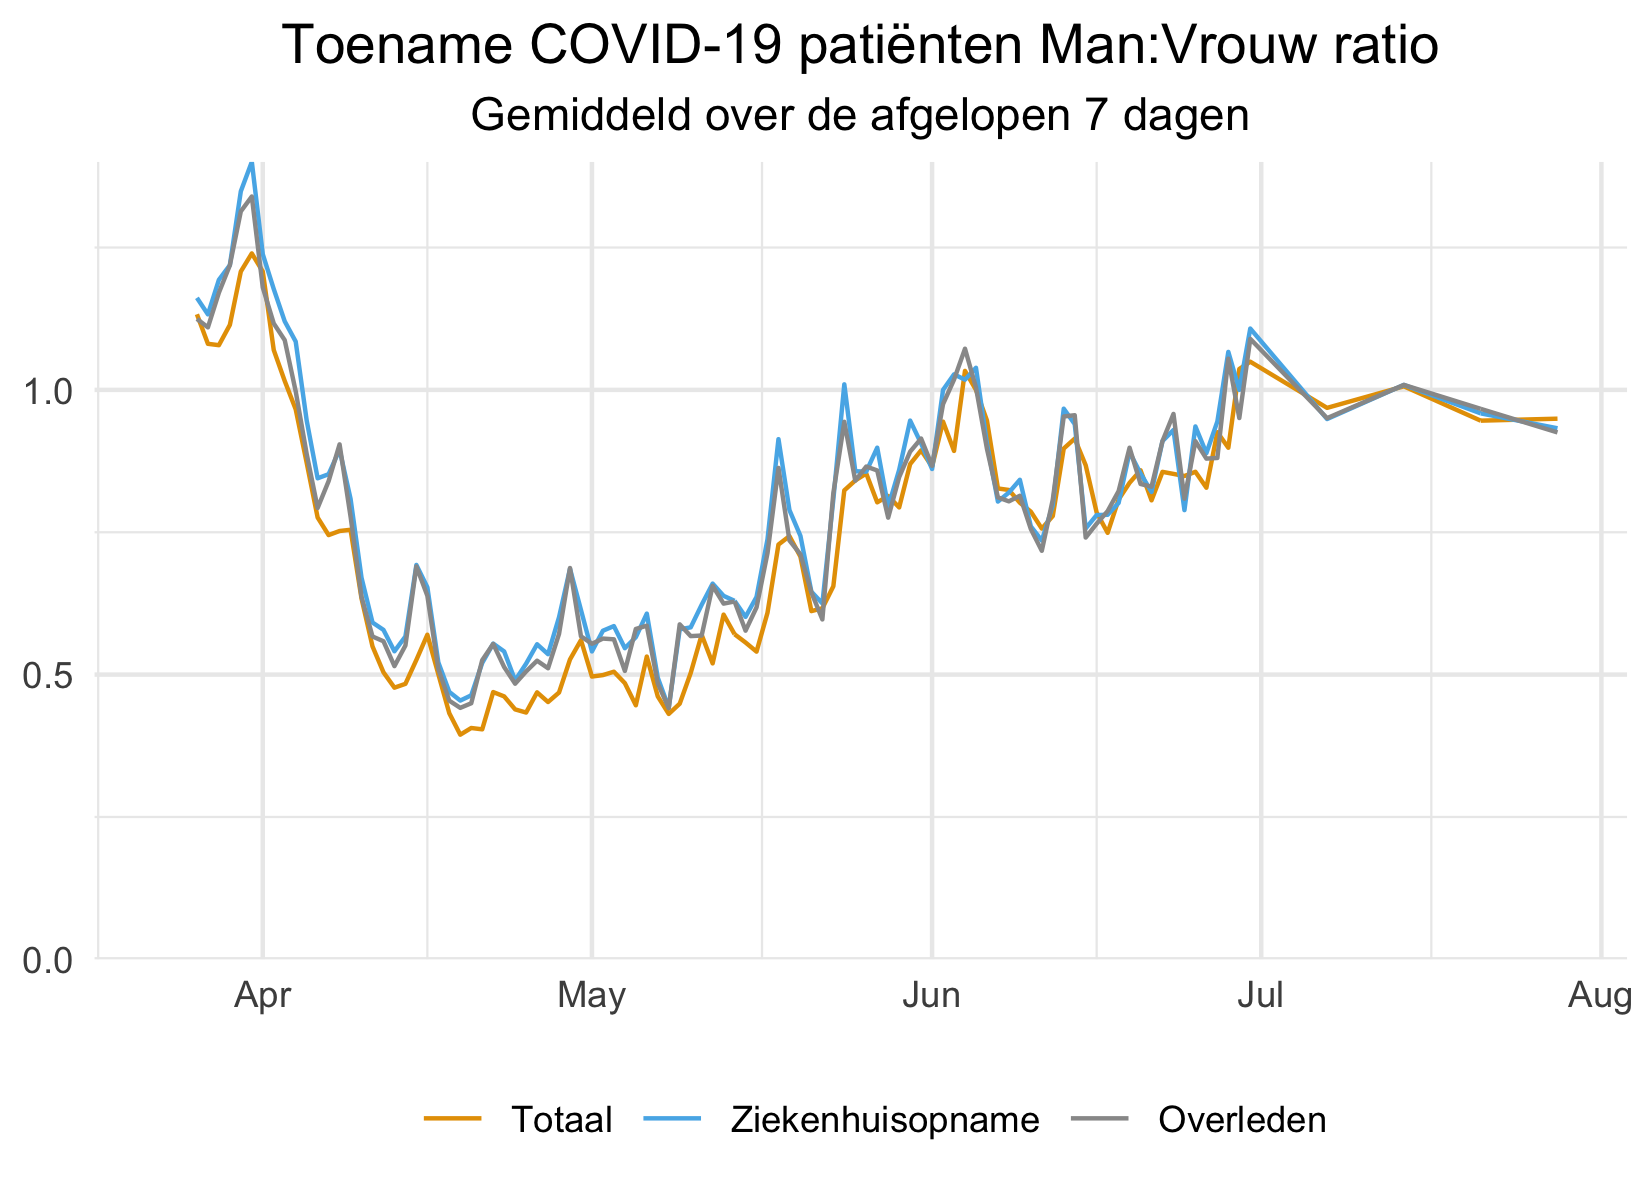 Toename COVID-19 patiënten Man:Vrouw ratio
Gemiddeld over de afgelopen 7 dagen
1.0
0.5
0.0
Apr May Jun Jul Aug
Totaal Ziekenhuisopname Overleden